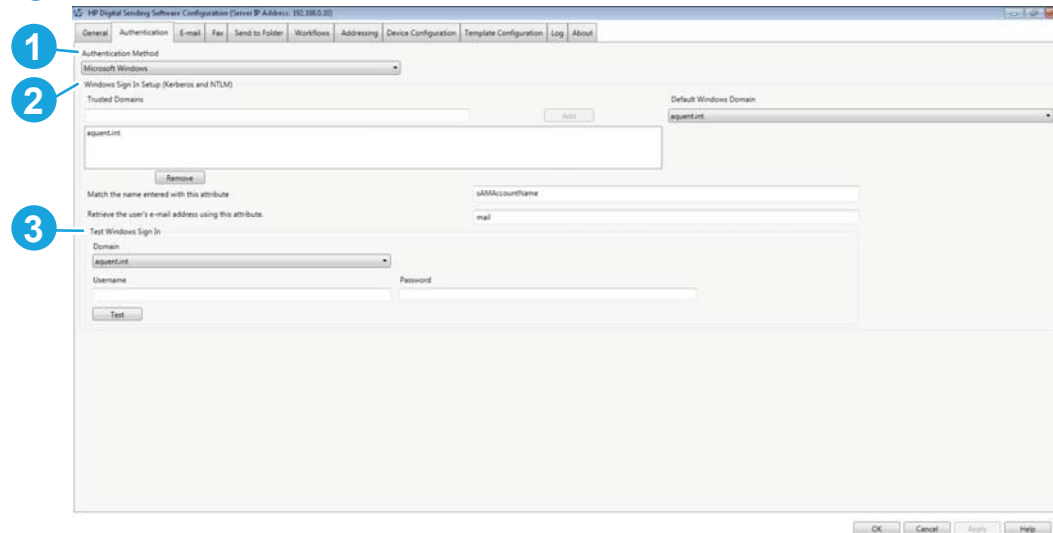 HP Digital Sending Software Configuration (Server IP Address: 192.168.0.10)
General Authentication E-mail Fax Send to Folder Workflows Addressing Device Configuration Template Configuration Log About
1
Authentication Method
Microsoft Windows
2
Windows Sign In Setup (Kerberos and NTLM)
Trusted Domains
Default Windows Domain
Add
aquent.int
aquent.int
Remove
Match the name entered with this attribute
sAMAccountName
Retrieve the user's e-mail address using this attribute.
mail
3
Test Windows Sign In
Domain
aquent.int
Username
Password
Test
OK Cancel Apply Help